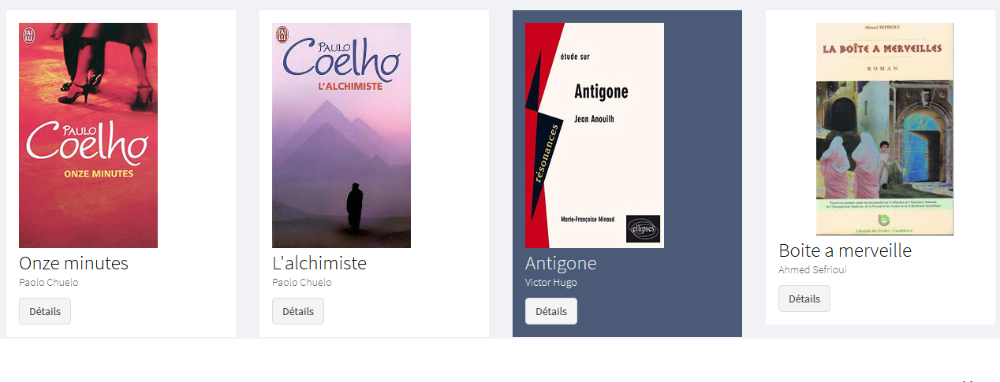 J'AI
LU
PAULO
Coelho
ONZE MINUTES
Onze minutes
Paolo Chuelo
Détails
J'AI
LU
PAULO
Coelho
L'ALCHIMISTE
L'alchimiste
Paolo Chuelo
Détails
étude sur
Antigone
Jean Anouilh
résonances
Marie-Françoise Minaud
ellipses
Antigone
Victor Hugo
Détails
Ahmed SEFRIOUI
LA BOÎTE A MERVEILLES
ROMAN
Librairie des Ecoles - Casablanca
Boite a merveille
Ahmed Sefrioui
Détails